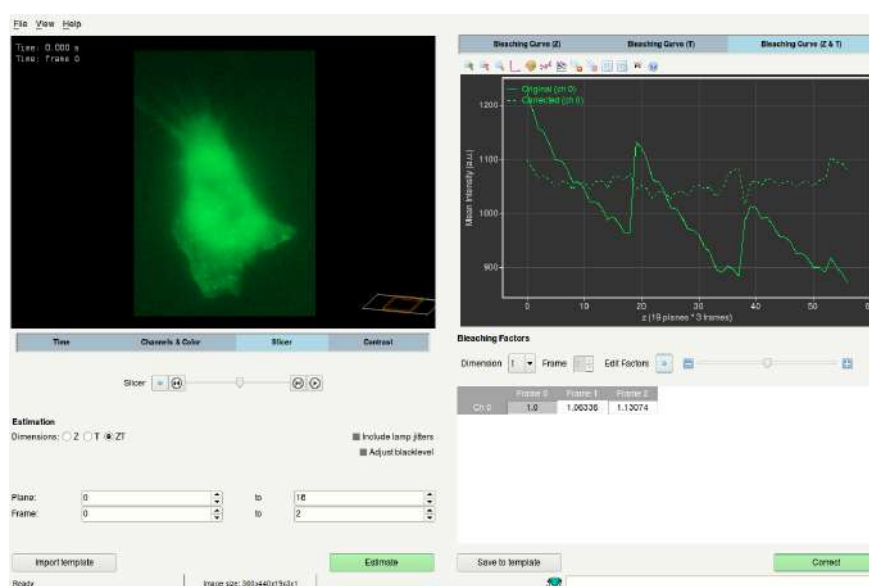 File View Help
Time: 0.000 s
Time: frame 0
Time Channels & Color Slicer Contrast
Slicer
Estimation
Dimensions: Z T ZT
Include lamp jitters
Adjust blacklevel
Plane: 0 to 18
Frame: 0 to 2
Import template Estimate
Ready Image size: 300x440x19x3x1
Bleaching Curve (Z) Bleaching Curve (T) Bleaching Curve (Z & T)
Original (ch 0)
Corrected (ch 0)
Mean Intensity (a.u.)
1200
1100
1000
900
0 10 20 30 40 50 60
z (19 planes * 3 frames)
Bleaching Factors
Dimension t Frame Edit Factors
Frame 0 Frame 1 Frame 2
Ch 0 1.0 1.06336 1.13074
Save to template Correct